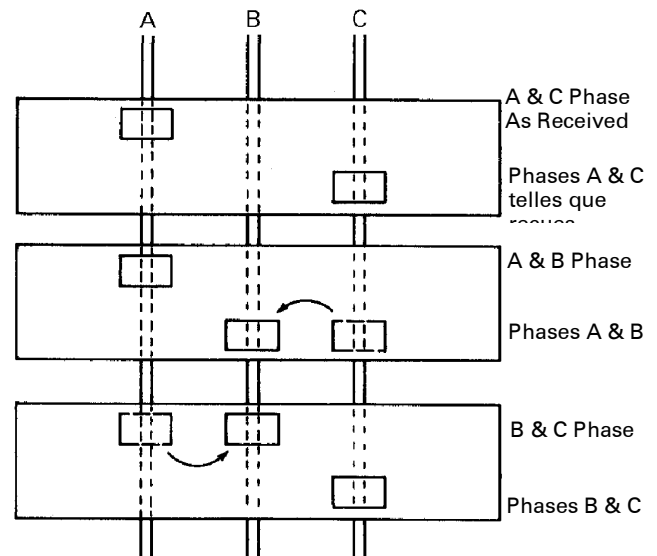 A B C
A & C Phase
As Received
Phases A & C
telles que
A & B Phase
Phases A & B
B & C Phase
Phases B & C